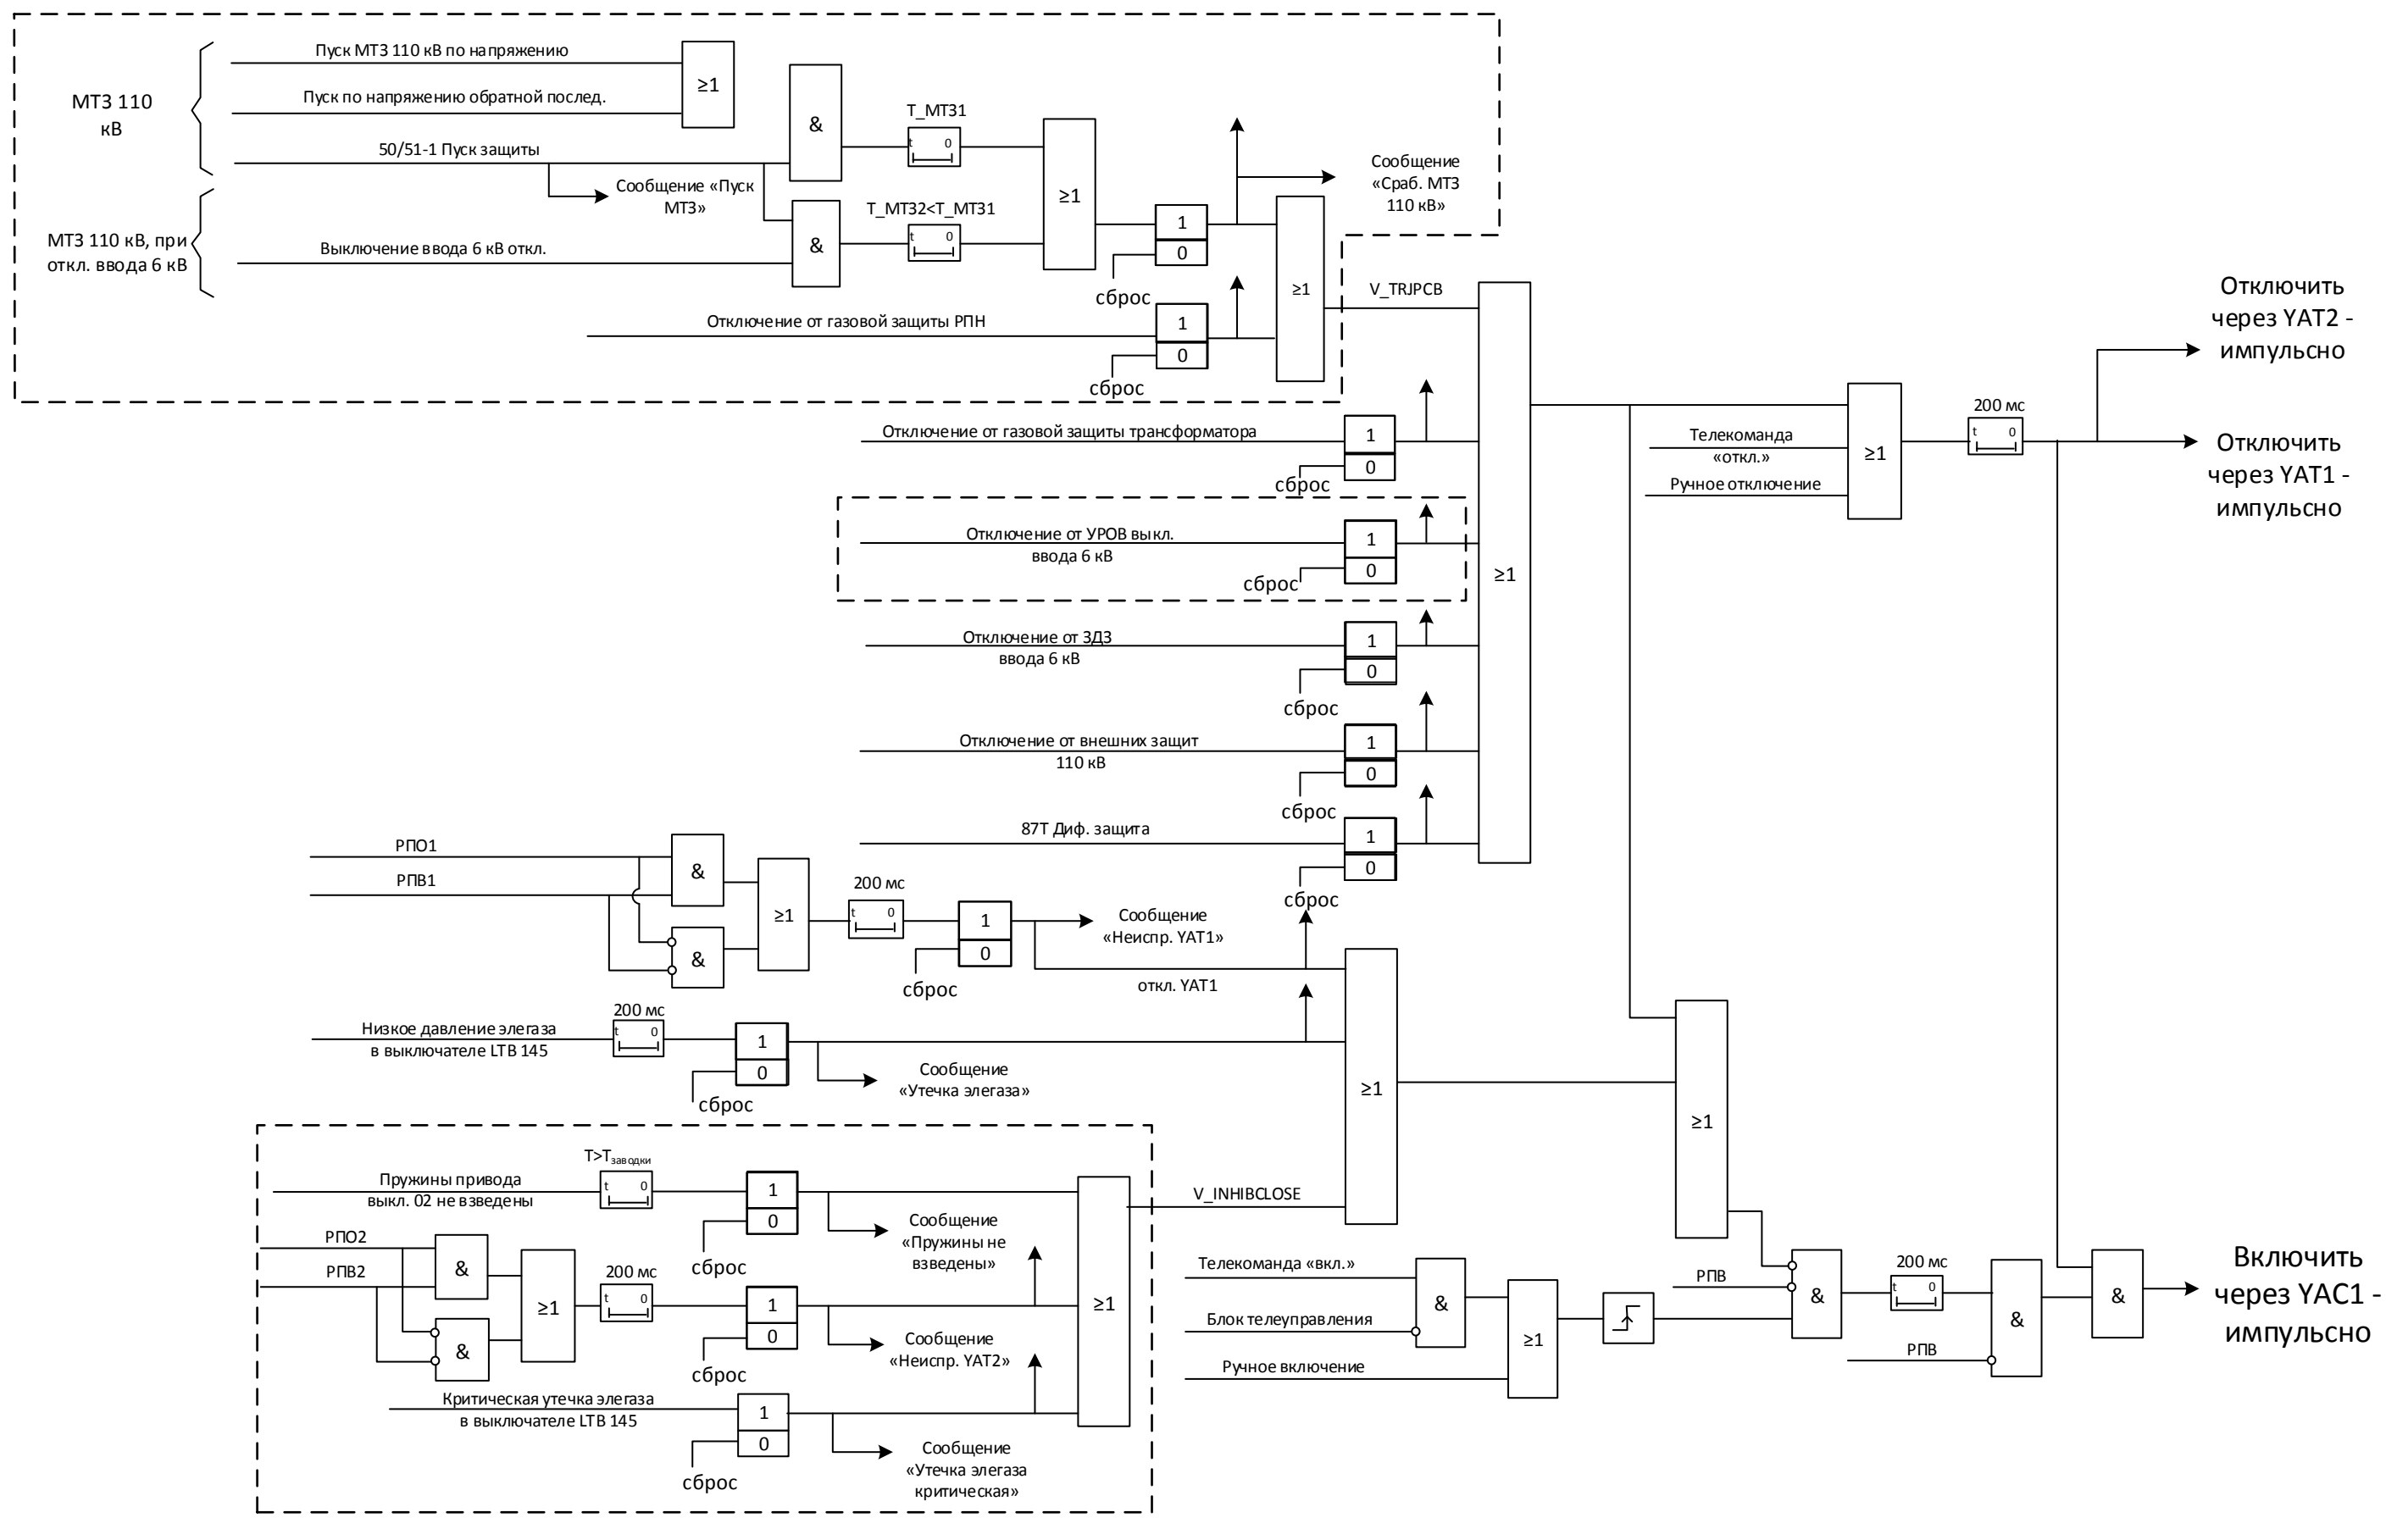 Пуск МТЗ 110 кВ по напряжению
≥1
МТЗ 110
кВ
Пуск по напряжению обратной послед.
&
T_МТЗ1
t 0
50/51-1 Пуск защиты
Сообщение «Пуск
МТЗ»
≥1
Сообщение
«Сраб. МТЗ
110 кВ»
T_МТЗ2<T_МТЗ1
t 0
МТЗ 110 кВ, при
откл. ввода 6 кВ
Выключение ввода 6 кВ откл.
&
1
0
сброс
≥1
V_TRJPCB
Отключение от газовой защиты РПН
1
0
сброс
Отключить
через YAT2 -
импульсно
Отключение от газовой защиты трансформатора
1
0
сброс
Телекоманда
«откл.»
Ручное отключение
≥1
200 мс
t 0
Отключить
через YAT1 -
импульсно
Отключение от УРОВ выкл.
ввода 6 кВ
1
0
сброс
≥1
Отключение от ЗДЗ
ввода 6 кВ
1
0
сброс
Отключение от внешних защит
110 кВ
1
0
сброс
87Т Диф. защита
1
0
сброс
РПО1
РПВ1
&
&
≥1
200 мс
t 0
1
0
сброс
Сообщение
«Неиспр. YAT1»
откл. YAT1
Низкое давление элегаза
в выключателе LTB 145
200 мс
t 0
1
0
сброс
Сообщение
«Утечка элегаза»
≥1
≥1
Пружины привода
выкл. 02 не взведены
T>Tзаводки
t 0
1
0
сброс
Сообщение
«Пружины не
взведены»
V_INHIBCLOSE
РПО2
РПВ2
&
&
≥1
200 мс
t 0
1
0
сброс
Сообщение
«Неиспр. YAT2»
≥1
Критическая утечка элегаза
в выключателе LTB 145
1
0
сброс
Сообщение
«Утечка элегаза
критическая»
Телекоманда «вкл.»
Блок телеуправления
&
Ручное включение
≥1
РПВ
&
200 мс
t 0
РПВ
&
&
Включить
через YAC1 -
импульсно